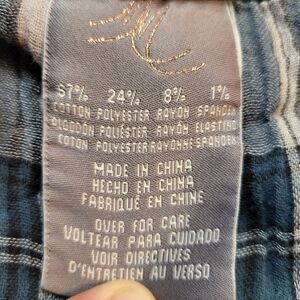 67% 24% 8% 1%
COTTON POLYESTER RAYON SPANDEX
ALGODÓN POLIÉSTER RAYÓN ELASTINO
COTON POLYESTER RAYONNE SPANDEX
MADE IN CHINA
HECHO EN CHINA
FABRIQUÉ EN CHINE
OVER FOR CARE
VOLTEAR PARA CUIDADO
VOIR DIRECTIVES
D'ENTRETIEN AU VERSO